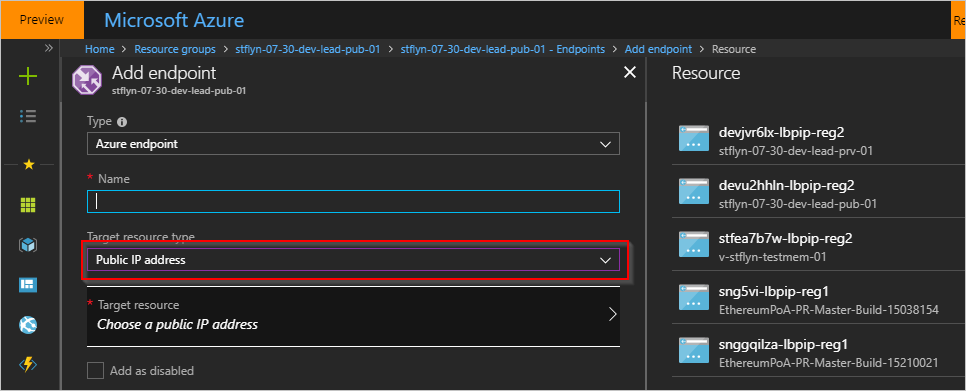 Preview
Microsoft Azure
Re
» Home > Resource groups > stflyn-07-30-dev-lead-pub-01 > stflyn-07-30-dev-lead-pub-01 - Endpoints > Add endpoint > Resource
Add endpoint
stflyn-07-30-dev-lead-pub-01
Type
Azure endpoint
* Name
Target resource type
Public IP address
* Target resource
Choose a public IP address
Add as disabled
Resource
devjvr6lx-lbpip-reg2
stflyn-07-30-dev-lead-prv-01
devu2hhln-lbpip-reg2
stflyn-07-30-dev-lead-pub-01
stfea7b7w-lbpip-reg2
v-stflyn-testmem-01
sng5vi-lbpip-reg1
EthereumPoA-PR-Master-Build-15038154
snggqilza-lbpip-reg1
EthereumPoA-PR-Master-Build-15210021